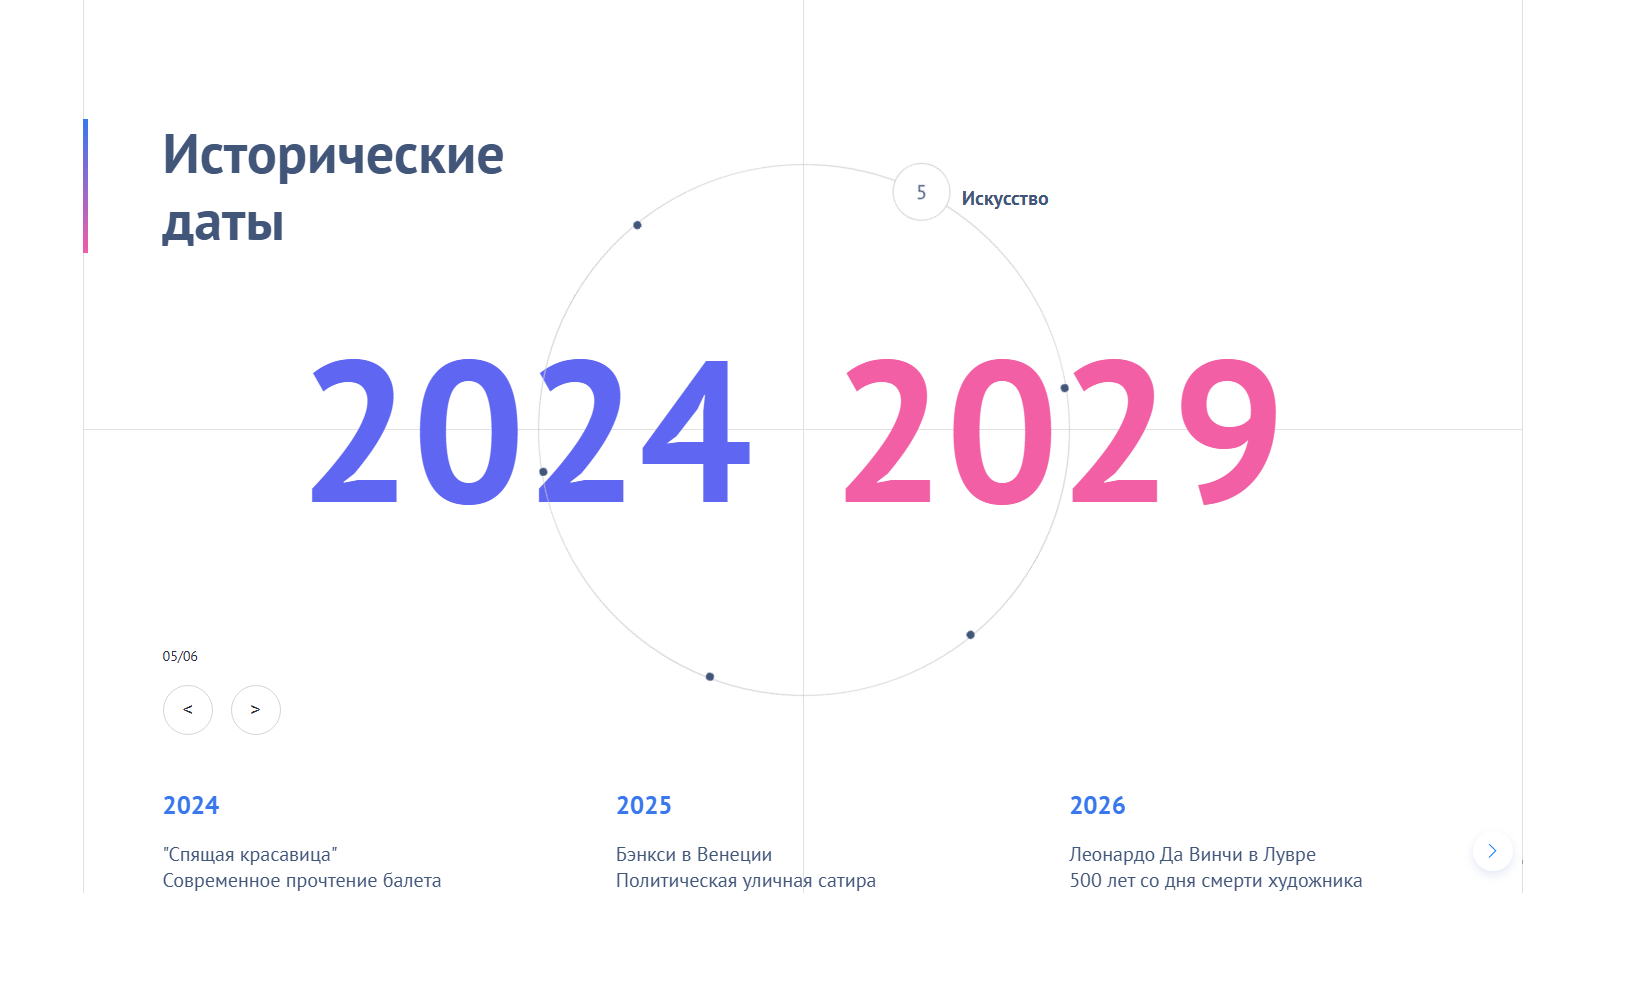 Исторические
даты
5
Искусство
2024 2029
05/06
< >
2024
"Спящая красавица"
Современное прочтение балета
2025
Бэнкси в Венеции
Политическая уличная сатира
2026
Леонардо Да Винчи в Лувре
500 лет со дня смерти художника